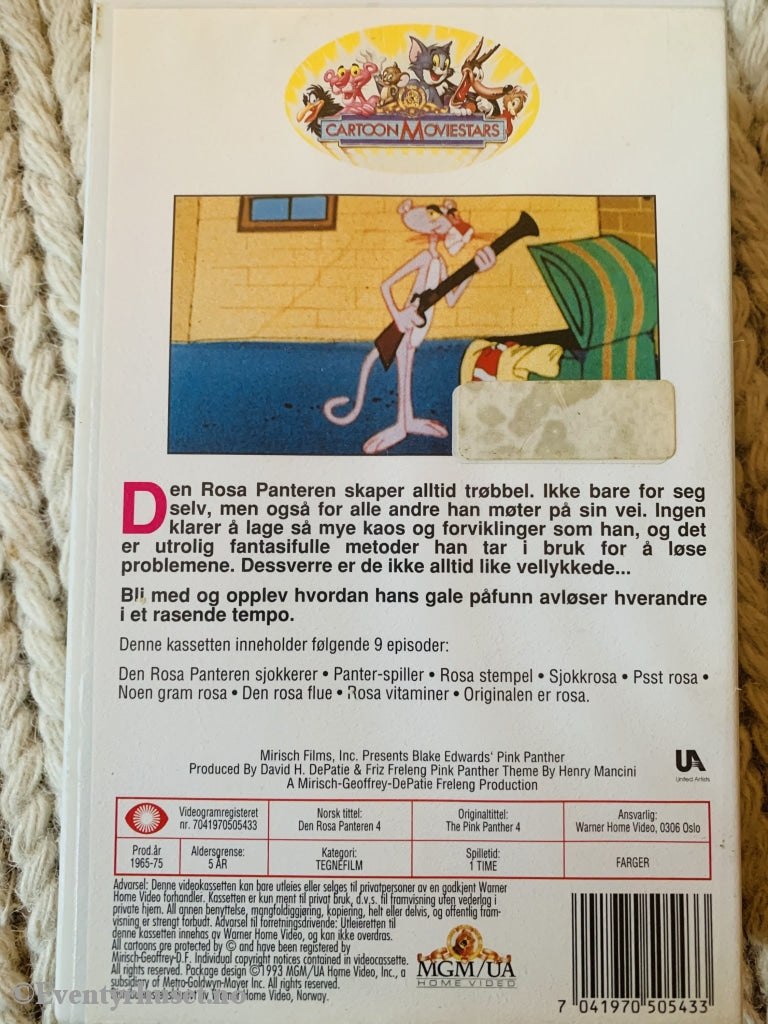 CARTOON MOVIESTARS
Den Rosa Panteren skaper alltid trøbbel. Ikke bare for seg
selv, men også for alle andre han møter på sin vei. Ingen
klarer å lage så mye kaos og forviklinger som han, og det
er utrolig fantasifulle metoder han tar i bruk for å løse
problemene. Dessverre er de ikke alltid like vellykkede...
Bli med og opplev hvordan hans gale påfunn avløser hverandre
i et rasende tempo.
Denne kassetten inneholder følgende 9 episoder:
Den Rosa Panteren sjokkerer • Panter-spiller • Rosa stempel • Sjokkrosa • Psst rosa •
Noen gram rosa • Den rosa flue • Rosa vitaminer • Originalen er rosa.
Mirisch Films, Inc. Presents Blake Edwards' Pink Panther
Produced By David H. DePatie & Friz Freleng Pink Panther Theme By Henry Mancini
A Mirisch-Geoffrey-DePatie Freleng Production
UA
United Artists
Videogramregisteret
nr. 7041970505433
Norsk tittel:
Den Rosa Panteren 4
Originaltittel:
The Pink Panther 4
Ansvarlig:
Warner Home Video, 0306 Oslo
Prod.år
1965-75
Aldersgrense:
5 ÅR
Kategori:
TEGNEFILM
Spilletid:
1 TIME
FARGER
Advarsel: Denne videokassetten kan bare utleies eller selges til privatpersoner av en godkjent Warner
Home Video forhandler. Kassetten er kun ment til privat bruk, d.v.s. til framvisning uten vederlag i
private hjem. All annen benyttelse, mangfoldiggjøring, kopiering, helt eller delvis, og offentlig fram-
visning er strengt forbudt. Advarsel til forretningsdrivende: Utleieretten til
denne kassetten innehas av Warner Home Video, og kan ikke overdras.
All cartoons are protected by © and have been registered by
Mirisch-Geoffrey-D.F. Individual copyright notices contained in videocassette.
All rights reserved. Package design ©1993 MGM/UA Home Video, Inc., a
subsidiary of Metro-Goldwyn-Mayer Inc. All rights reserved.
Home Video, Norway.
©Eventyrhuset.no
MGM/UA
HOME VIDEO
7 041970 505433